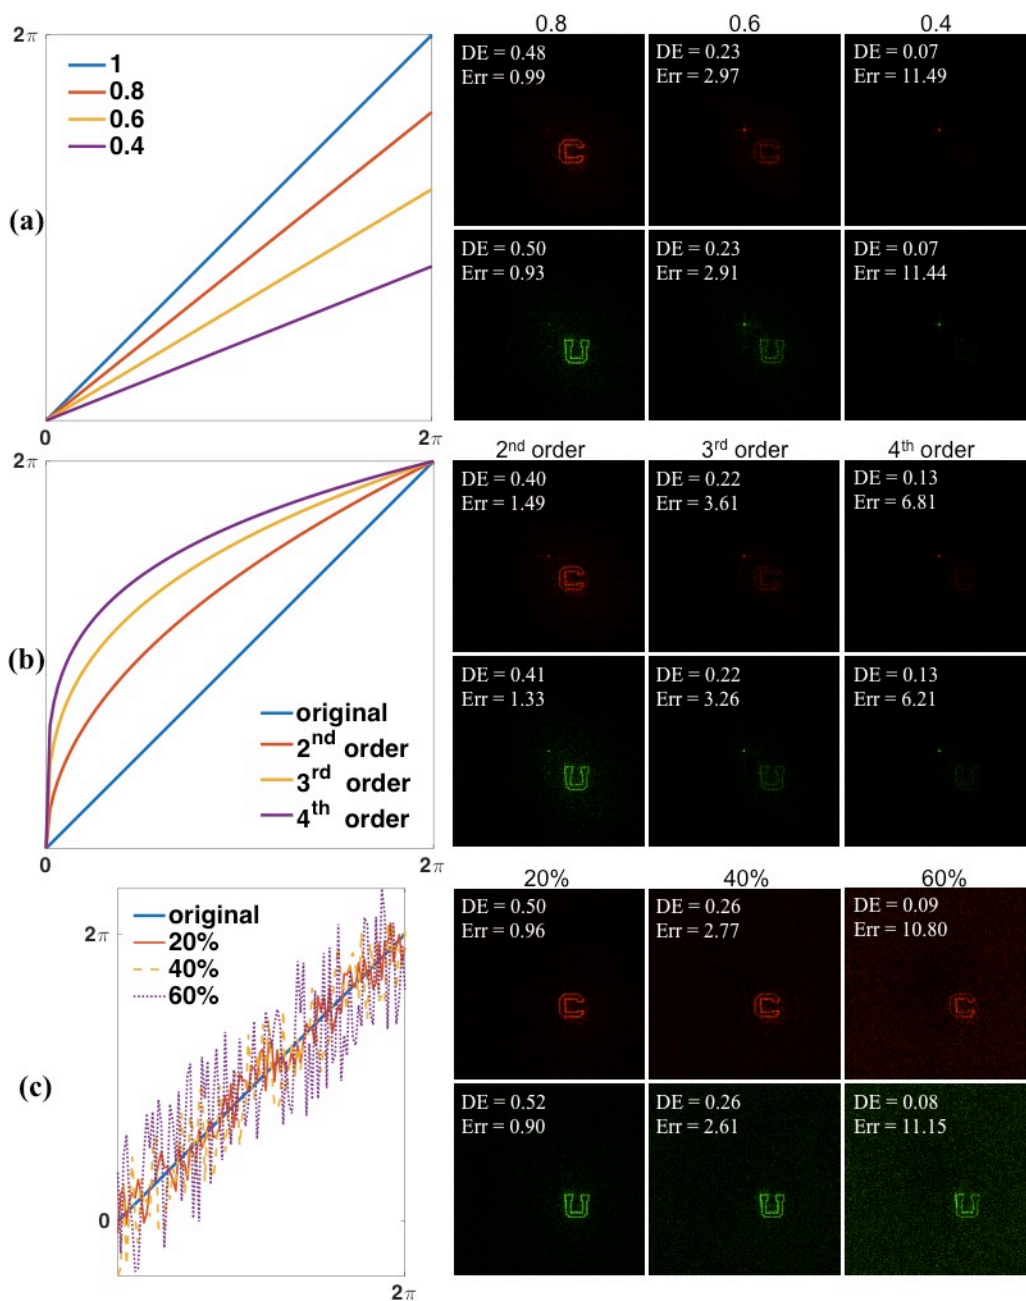 2π
1
0.8
0.6
0.4
(a)
0
2π
0.8
0.6
0.4
DE = 0.48
Err = 0.99
DE = 0.23
Err = 2.97
DE = 0.07
Err = 11.49
C
C
DE = 0.50
Err = 0.93
DE = 0.23
Err = 2.91
DE = 0.07
Err = 11.44
U
U
2π
(b)
original
2nd order
3rd order
4th order
0
2π
2nd order
3rd order
4th order
DE = 0.40
Err = 1.49
DE = 0.22
Err = 3.61
DE = 0.13
Err = 6.81
C
C
C
DE = 0.41
Err = 1.33
DE = 0.22
Err = 3.26
DE = 0.13
Err = 6.21
U
U
U
original
20%
40%
60%
2π
(c)
0
2π
20%
40%
60%
DE = 0.50
Err = 0.96
DE = 0.26
Err = 2.77
DE = 0.09
Err = 10.80
C
C
C
DE = 0.52
Err = 0.90
DE = 0.26
Err = 2.61
DE = 0.08
Err = 11.15
U
U
U